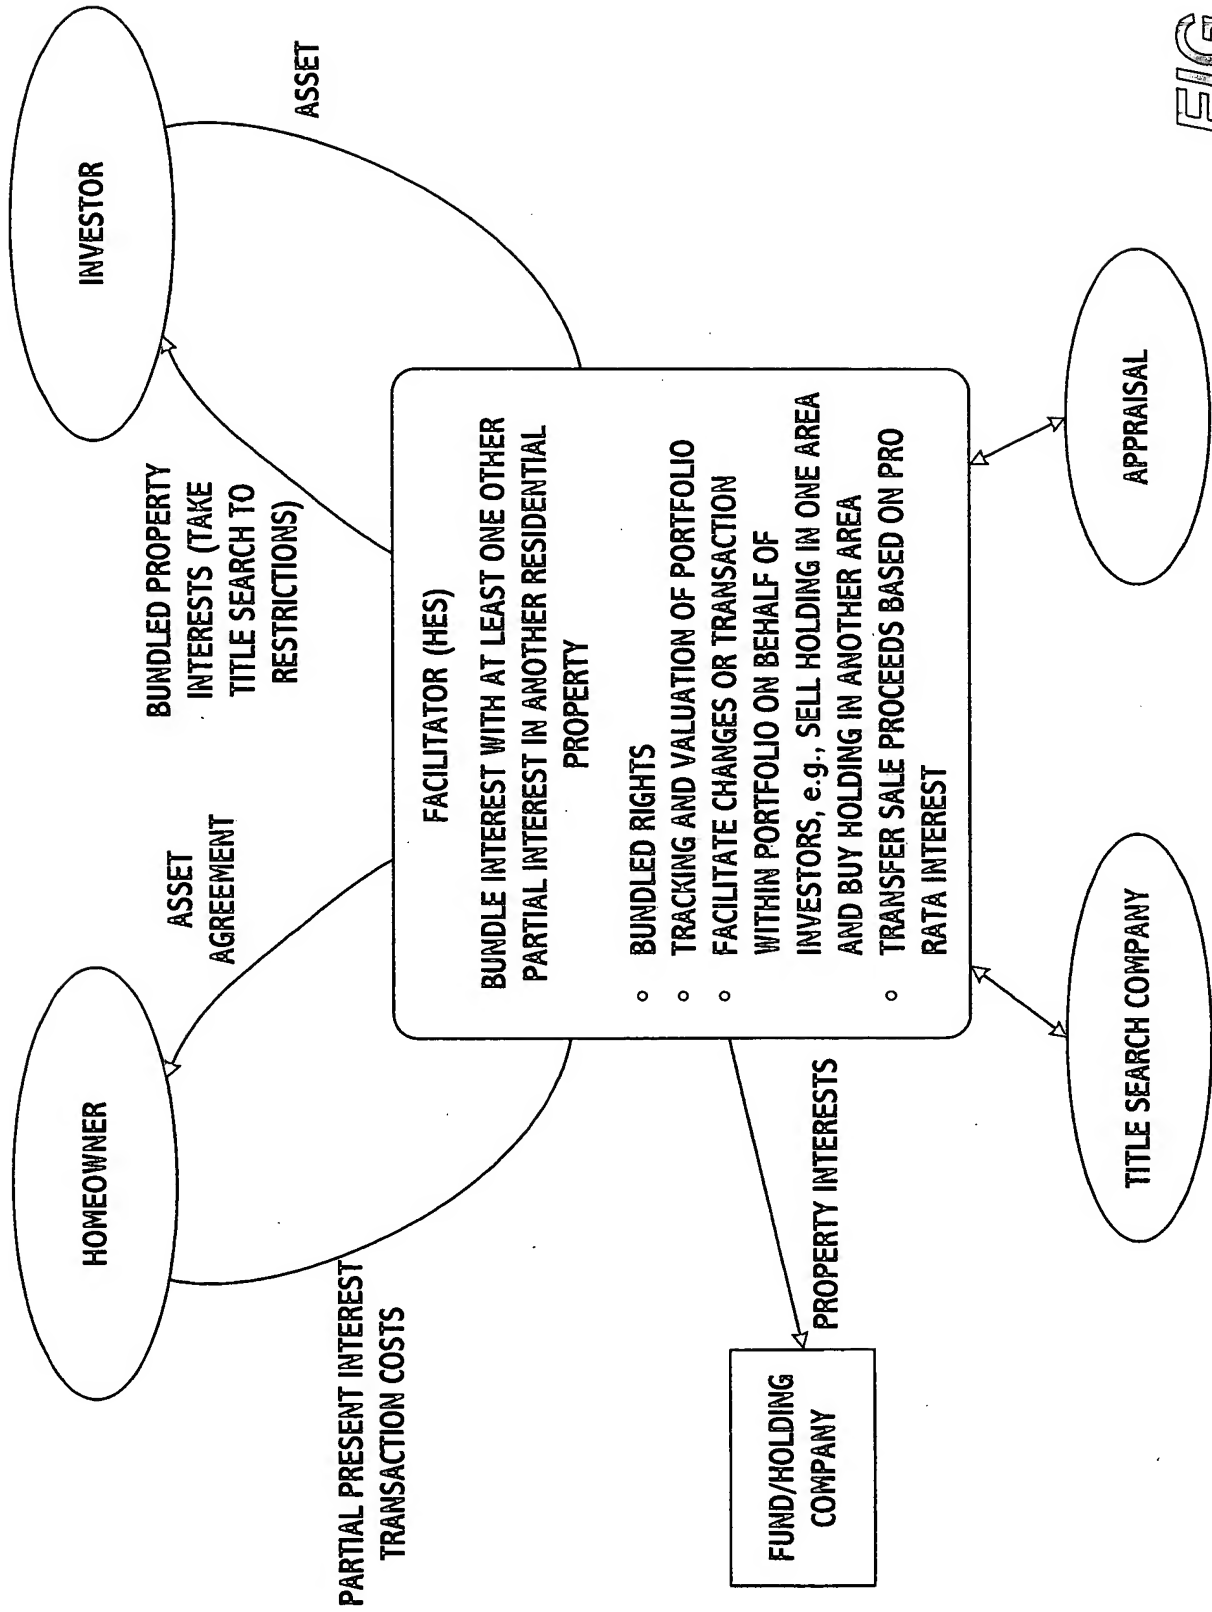 HOMEOWNER
INVESTOR
ASSET
AGREEMENT
BUNDLED PROPERTY
INTERESTS (TAKE
TITLE SEARCH TO
RESTRICTIONS)
PARTIAL PRESENT INTEREST
TRANSACTION COSTS
ASSET
FACILITATOR (HES)
BUNDLE INTEREST WITH AT LEAST ONE OTHER
PARTIAL INTEREST IN ANOTHER RESIDENTIAL
PROPERTY
◦ BUNDLED RIGHTS
◦ TRACKING AND VALUATION OF PORTFOLIO
◦ FACILITATE CHANGES OR TRANSACTION
WITHIN PORTFOLIO ON BEHALF OF
INVESTORS, e.g., SELL HOLDING IN ONE AREA
AND BUY HOLDING IN ANOTHER AREA
◦ TRANSFER SALE PROCEEDS BASED ON PRO
RATA INTEREST
PROPERTY INTERESTS
FUND/HOLDING
COMPANY
TITLE SEARCH COMPANY
APPRAISAL